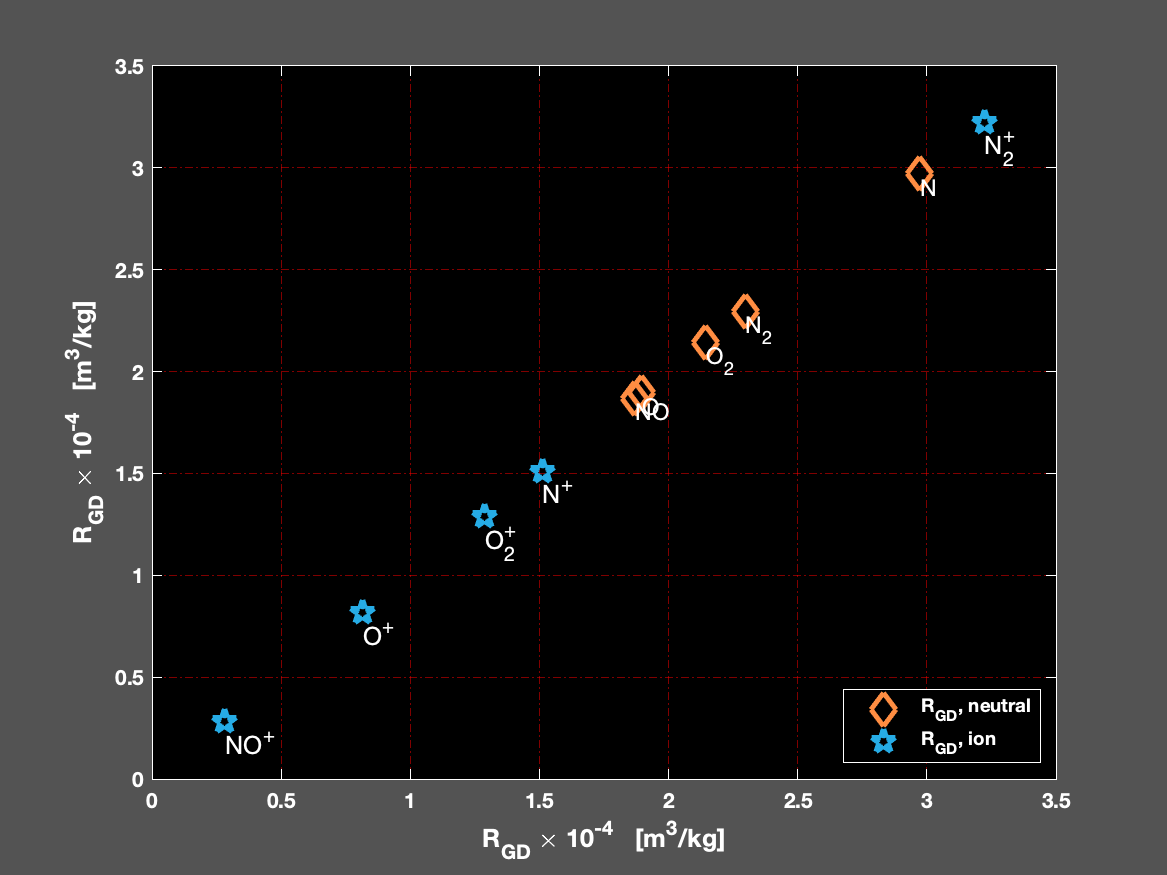 3.5
3
2.5
2
1.5
1
0.5
0
0
0.5
1
1.5
2
2.5
3
3.5
R_GD × 10^-4 [m^3/kg]
R_GD × 10^-4 [m^3/kg]
N_2^+
N
N_2
O_2
O
NO
N^+
O_2^+
O^+
NO^+
R_GD, neutral
R_GD, ion